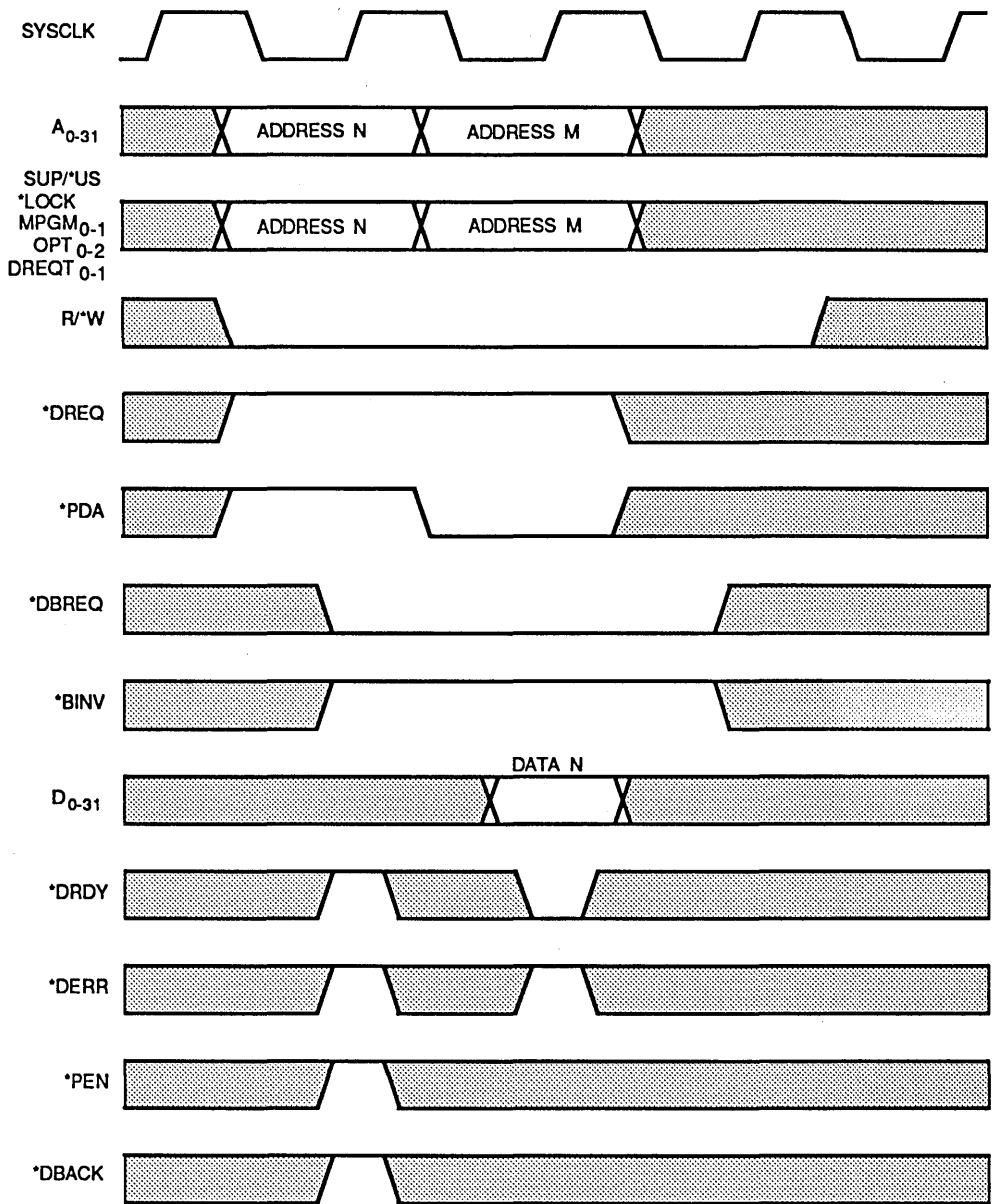 SYSCLK
A0-31
ADDRESS N
ADDRESS M
SUP/*US
*LOCK
MPGM0-1
OPT0-2
DREQT0-1
ADDRESS N
ADDRESS M
R/*W
*DREQ
*PDA
*DBREQ
*BINV
DATA N
D0-31
*DRDY
*DERR
*PEN
*DBACK